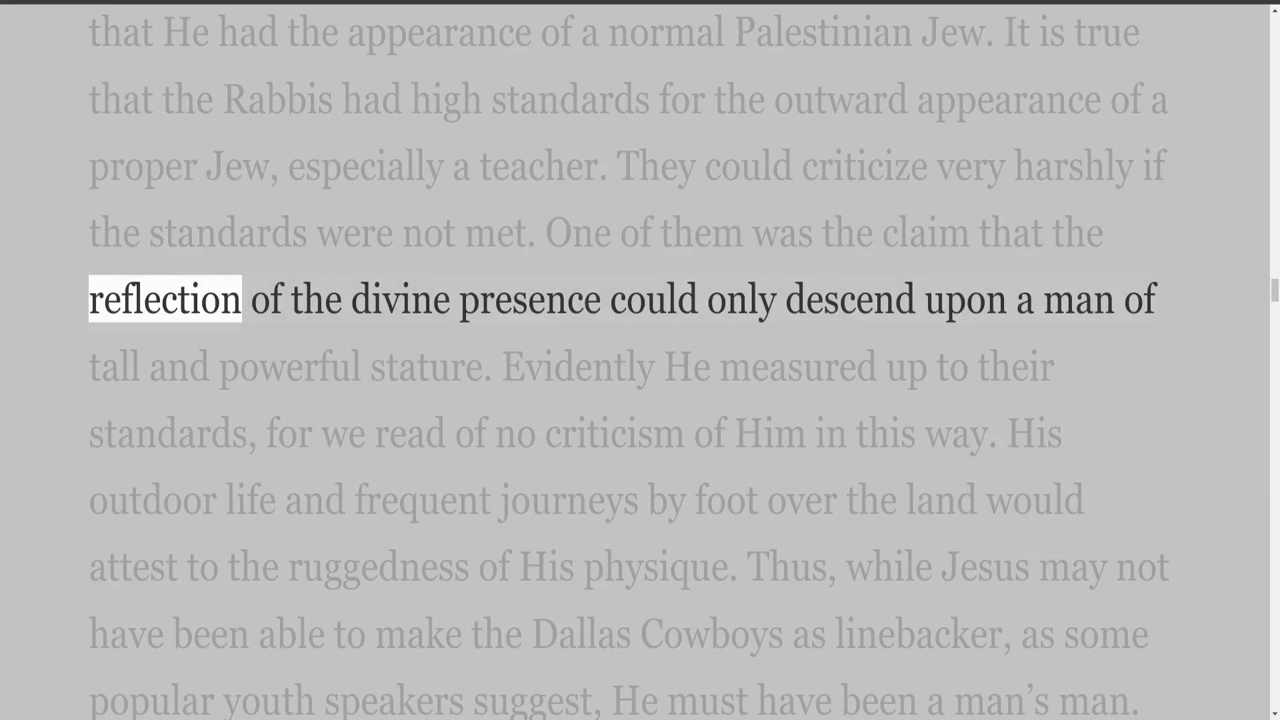 that He had the appearance of a normal Palestinian Jew. It is true
that the Rabbis had high standards for the outward appearance of a
proper Jew, especially a teacher. They could criticize very harshly if
the standards were not met. One of them was the claim that the
reflection of the divine presence could only descend upon a man of
tall and powerful stature. Evidently He measured up to their
standards, for we read of no criticism of Him in this way. His
outdoor life and frequent journeys by foot over the land would
attest to the ruggedness of His physique. Thus, while Jesus may not
have been able to make the Dallas Cowboys as linebacker, as some
popular youth speakers suggest, He must have been a man’s man.